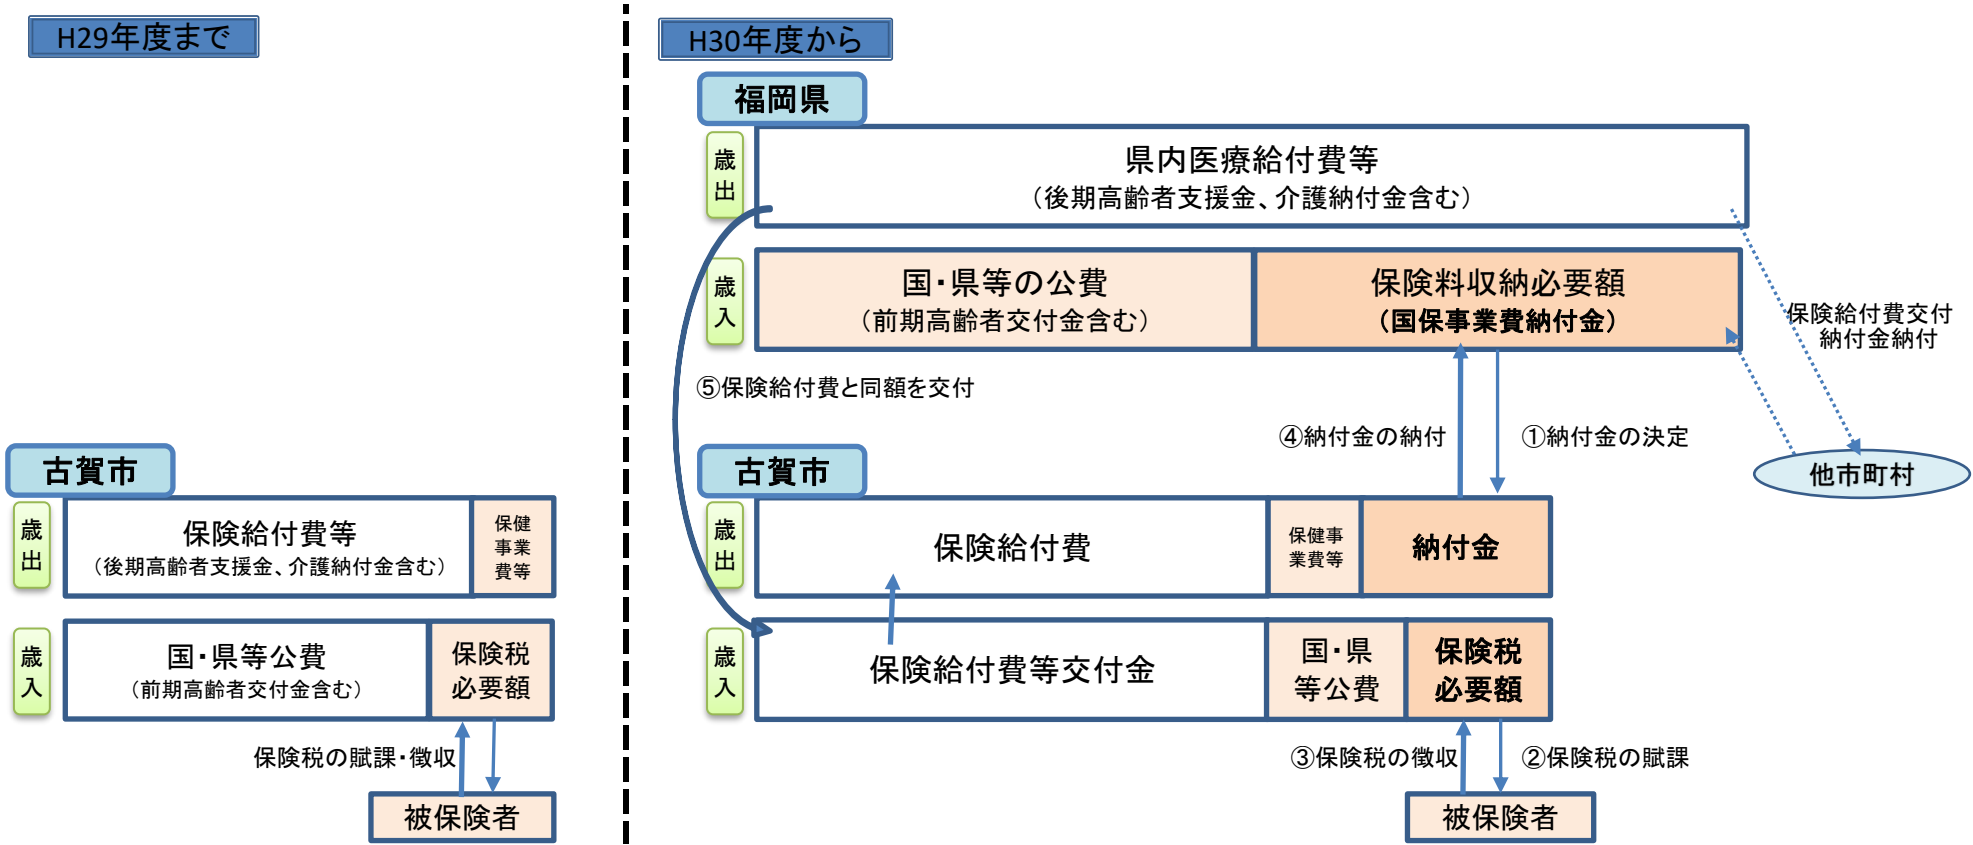 H29年度まで
古賀市
歳出
保険給付費等
（後期高齢者支援金、介護納付金含む）
保健
事業
費等
歳入
国・県等公費
（前期高齢者交付金含む）
保険税
必要額
保険税の賦課・徴収
被保険者
H30年度から
福岡県
歳出
県内医療給付費等
（後期高齢者支援金、介護納付金含む）
歳入
国・県等の公費
（前期高齢者交付金含む）
保険料収納必要額
（国保事業費納付金）
保険給付費交付
納付金納付
⑤保険給付費と同額を交付
④納付金の納付
①納付金の決定
他市町村
古賀市
歳出
保険給付費
保健事
業費等
納付金
歳入
保険給付費等交付金
国・県
等公費
保険税
必要額
③保険税の徴収
②保険税の賦課
被保険者